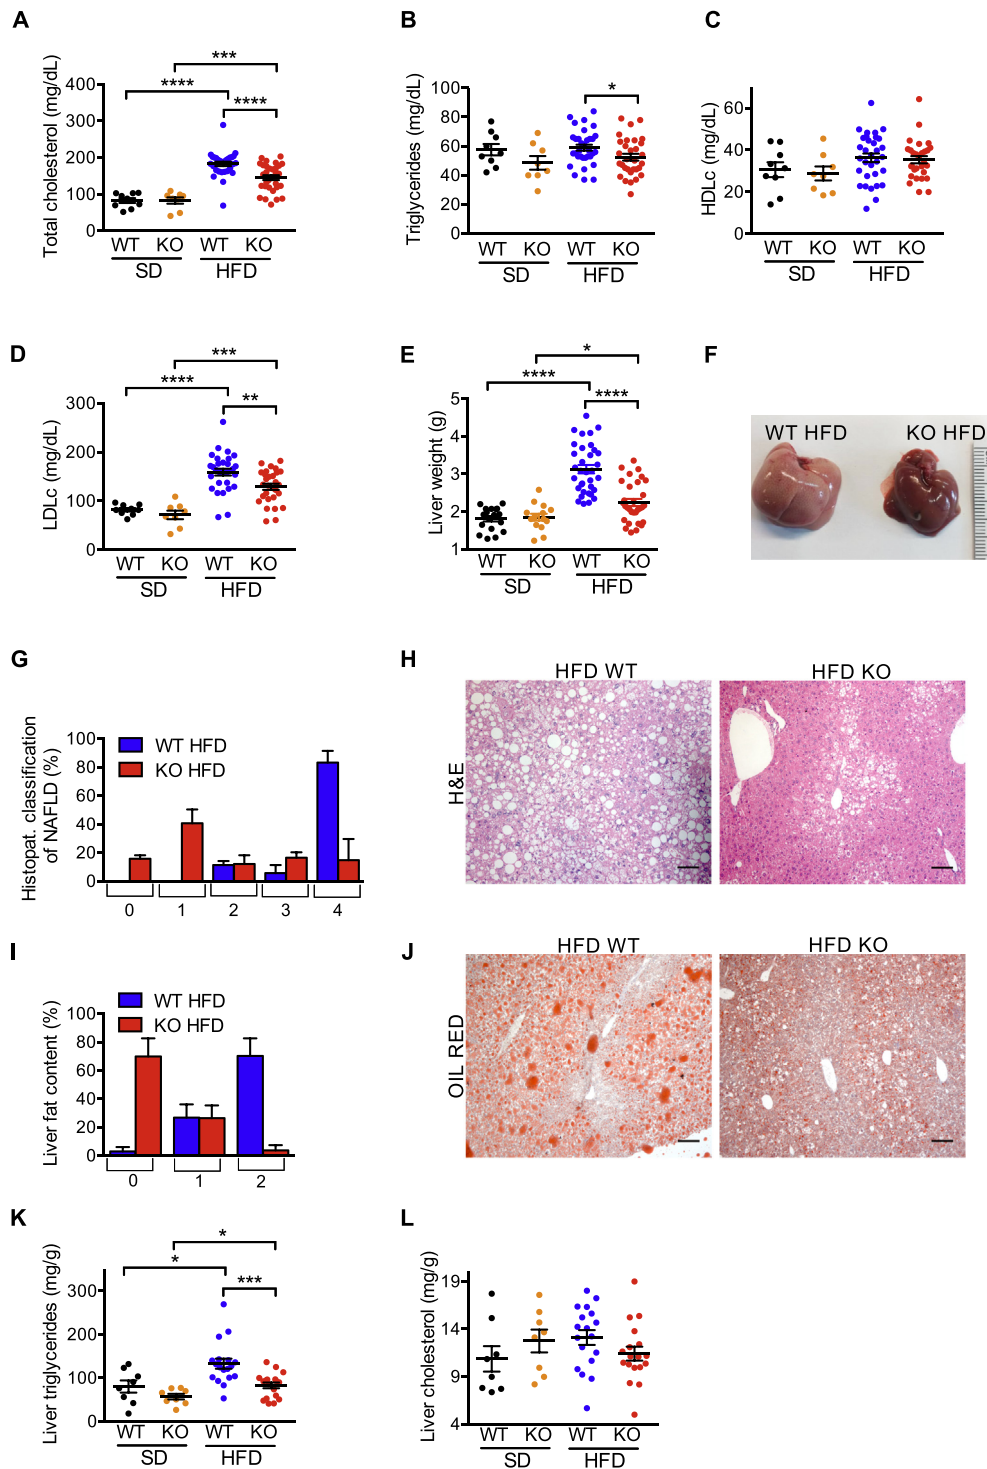 A
Total cholesterol (mg/dL)
400
300
200
100
0
****
***
****
WT KO WT KO
SD HFD
B
Triglycerides (mg/dL)
100
80
60
40
20
0
*
WT KO WT KO
SD HFD
C
HDLc (mg/dL)
60
40
20
0
WT KO WT KO
SD HFD
D
LDlLc (mg/dL)
300
200
100
0
***
****
**
WT KO WT KO
SD HFD
E
Liver weight (g)
5
4
3
2
1
*
****
****
WT KO WT KO
SD HFD
F
WT HFD KO HFD
G
Histopat. classification
of NAFLD (%)
100
80
60
40
20
0
WT HFD
KO HFD
0 1 2 3 4
H
HFD WT HFD KO
H&E
I
Liver fat content (%)
100
80
60
40
20
0
WT HFD
KO HFD
0 1 2
J
HFD WT HFD KO
OIL RED
K
Liver triglycerides (mg/g)
300
200
100
0
*
*
***
WT KO WT KO
SD HFD
L
Liver cholesterol (mg/g)
19
14
9
4
WT KO WT KO
SD HFD